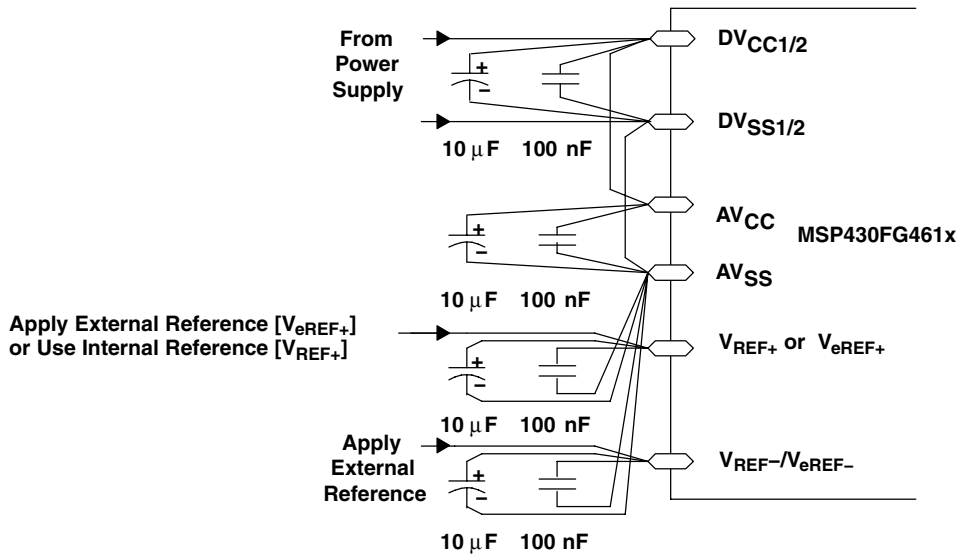 From
Power
Supply
DVCC1/2
+
−
DVSS1/2
10 μF 100 nF
AVCC
MSP430FG461x
+
−
AVSS
10 μF 100 nF
Apply External Reference [VeREF+]
or Use Internal Reference [VREF+]
VREF+ or VeREF+
+
−
10 μF 100 nF
Apply
External
Reference
VREF−/VeREF−
+
−
10 μF 100 nF